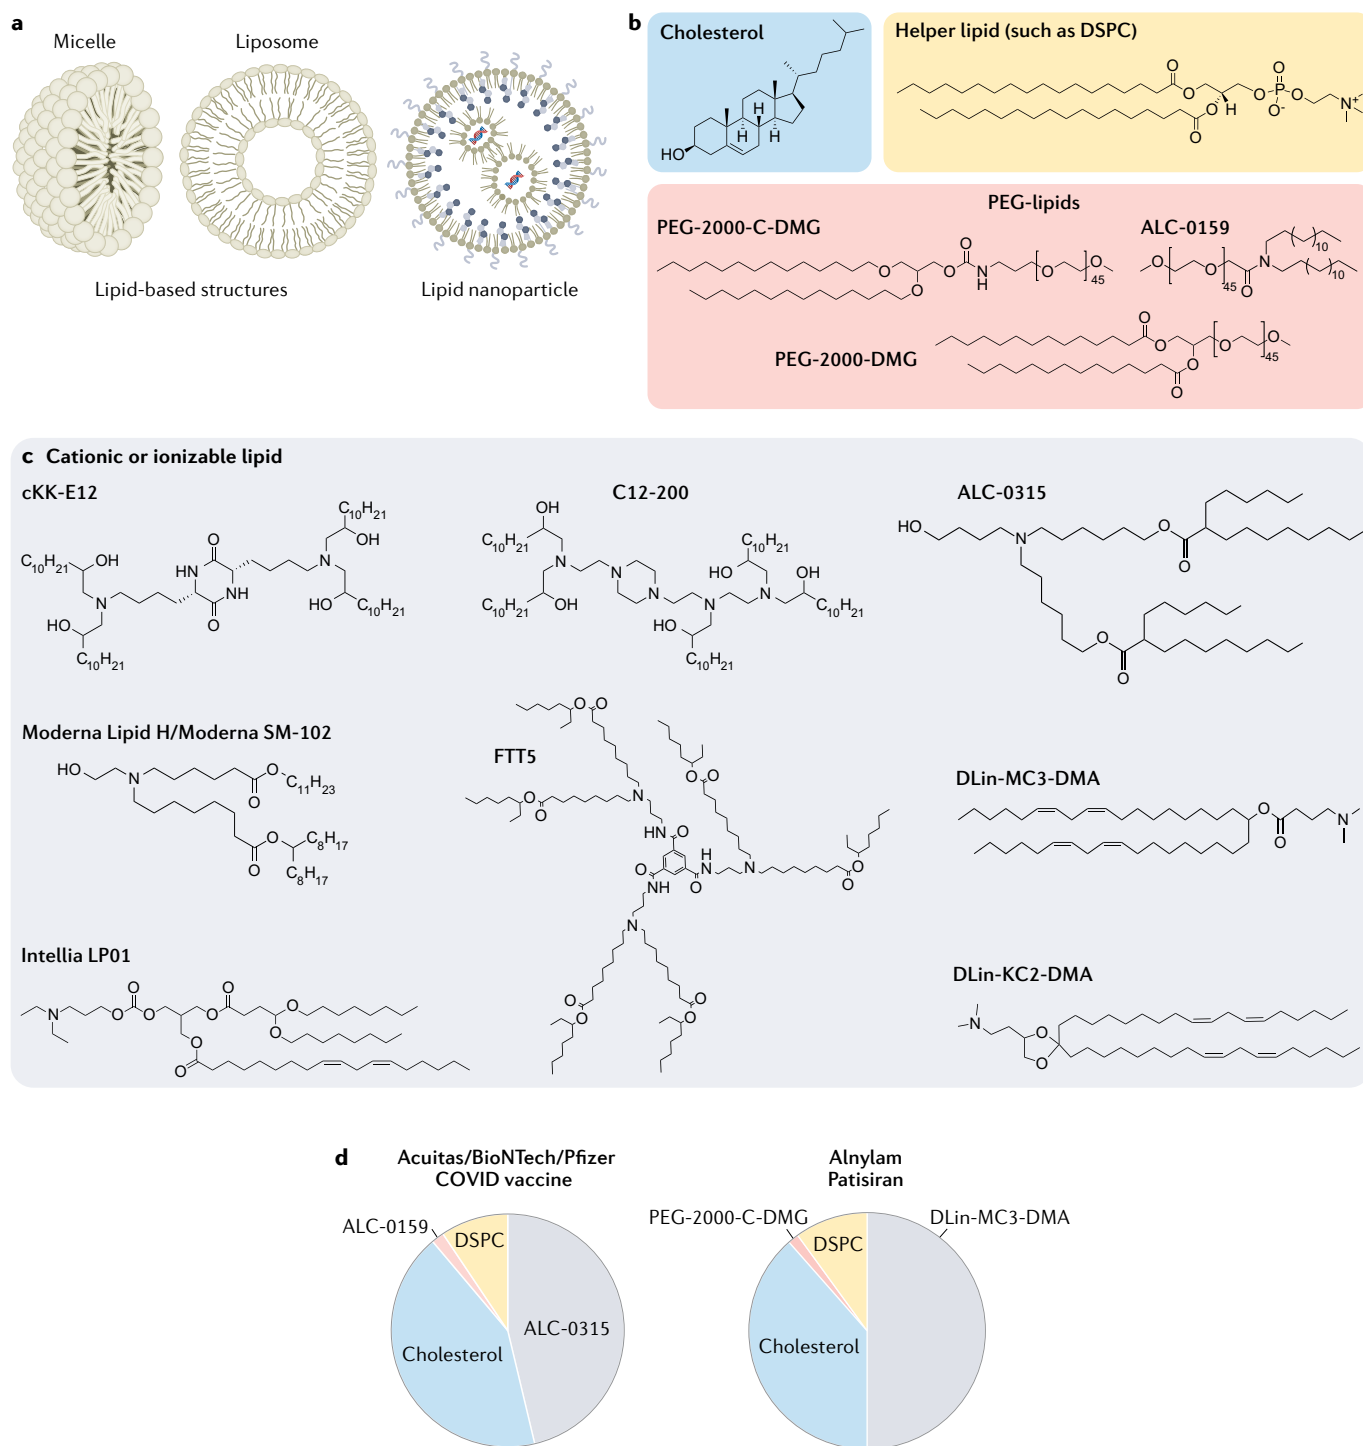 a
Micelle
Liposome
Lipid-based structures
Lipid nanoparticle
b
Cholesterol
HO
H
H
H
Helper lipid (such as DSPC)
O
O
O
H
O
P
O
O-
O
N+
O
PEG-lipids
PEG-2000-C-DMG
O
O
O
O
N
H
O
45
O
ALC-0159
O
O
45
O
N
10
10
PEG-2000-DMG
O
O
O
O
O
45
O
c Cationic or ionizable lipid
cKK-E12
C10H21
OH
O
N
C10H21
OH
HN
HO
C10H21
NH
N
O
HO
C10H21
C12-200
OH
C10H21
N
C10H21
OH
N
N
C10H21
HO
OH
N
N
C10H21
HO
C10H21
ALC-0315
HO
N
O
O
O
O
Moderna Lipid H/Moderna SM-102
HO
N
O
O
C11H23
O
O
C8H17
C8H17
FTT5
O
O
O
O
N
O
O
O
O
HN
O
O
NH
O
H
N
N
N
O
O
O
O
DLin-MC3-DMA
O
O
N
Intellia LP01
N
O
O
O
O
O
O
O
O
O
O
DLin-KC2-DMA
N
O
O
d
Acuitas/BioNTech/Pfizer
COVID vaccine
ALC-0159
DSPC
ALC-0315
Cholesterol
Alnylam
Patisiran
PEG-2000-C-DMG
DSPC
DLin-MC3-DMA
Cholesterol